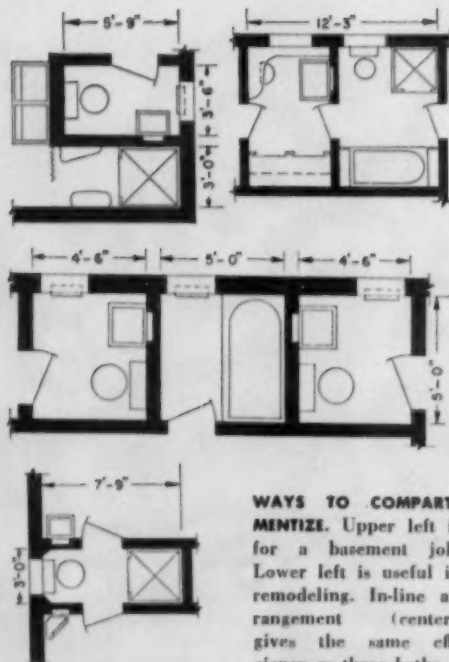 5'-9"
12'-3"
3'-6"
3'-0"
4'-6" 5'-0" 4'-6"
5'-0"
7'-9"
3'-0"
WAYS TO COMPART
MENTIZE. Upper left i
for a basement jol
Lower left is useful i
remodeling. In-line a
rangement (center
gives the same ef